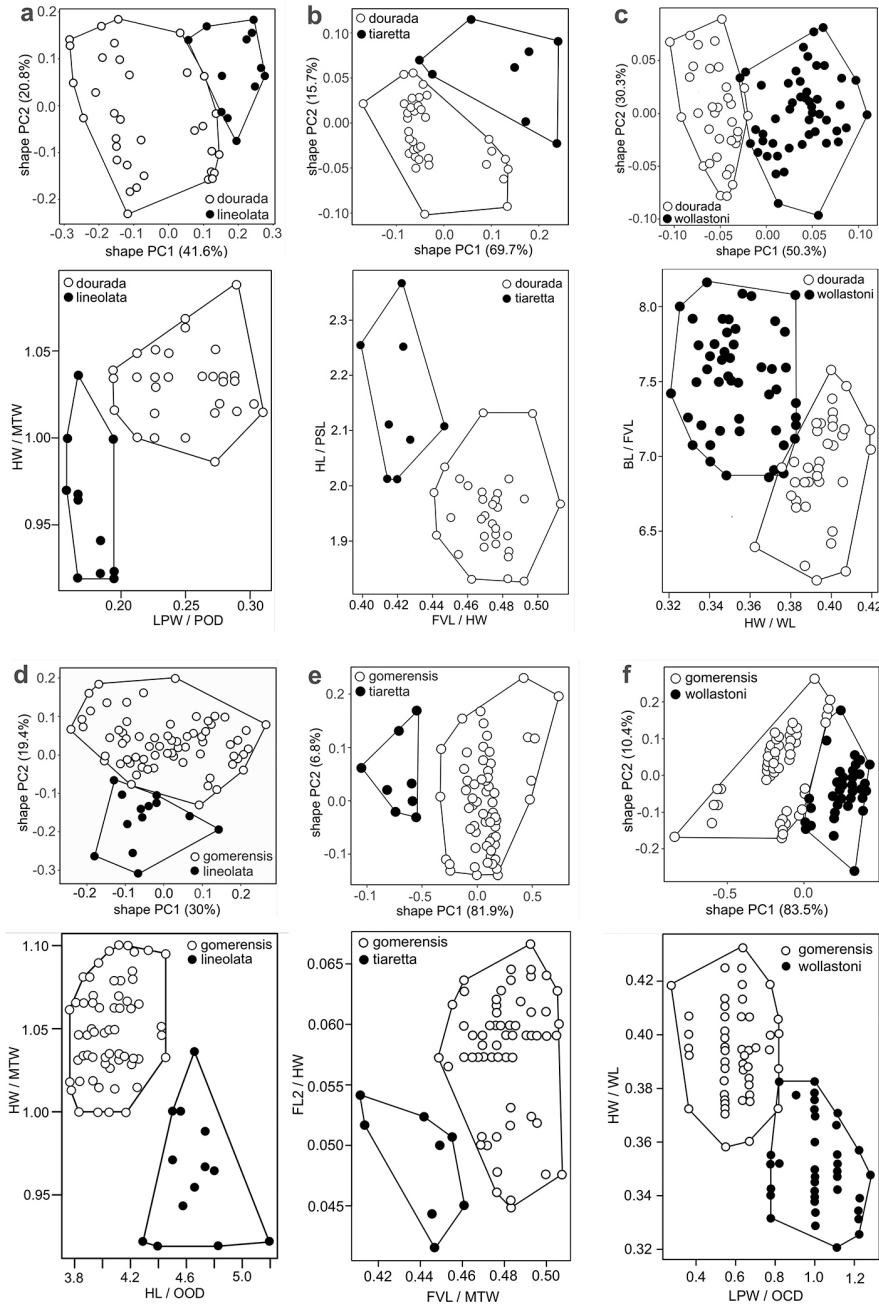 a
0.2
0.1
0.0
-0.1
-0.2
shape PC2 (20.8%)
dourada
lineolata
-0.3 -0.2 -0.1 0.0 0.1 0.2 0.3
shape PC1 (41.6%)
b
dourada
tiaretta
0.10
0.05
0.00
-0.05
-0.10
shape PC2 (15.7%)
-0.1 0.0 0.1 0.2
shape PC1 (69.7%)
c
0.05
0.00
-0.05
-0.10
shape PC2 (30.3%)
dourada
wollastoni
-0.10 -0.05 0.00 0.05 0.10
shape PC1 (50.3%)
dourada
lineolata
1.05
1.00
0.95
HW / MTW
0.20 0.25 0.30
LPW / POD
dourada
tiaretta
2.3
2.2
2.1
2.0
1.9
HL / PSL
0.40 0.42 0.44 0.46 0.48 0.50
FVL / HW
dourada
wollastoni
8.0
7.5
7.0
6.5
BL / FVL
0.32 0.34 0.36 0.38 0.40 0.42
HW / WL
d
0.2
0.1
0.0
-0.1
-0.2
-0.3
shape PC2 (19.4%)
gomerensis
lineolata
-0.2 -0.1 0.0 0.1 0.2
shape PC1 (30%)
e
gomerensis
tiaretta
0.2
0.1
0.0
-0.1
shape PC2 (6.8%)
-0.1 -0.5 0.0 0.5
shape PC1 (81.9%)
f
gomerensis
wollastoni
0.2
0.1
0.0
-0.1
-0.2
shape PC2 (10.4%)
-0.5 0.0
shape PC1 (83.5%)
gomerensis
lineolata
1.10
1.05
1.00
0.95
HW / MTW
3.8 4.2 4.6 5.0
HL / OOD
gomerensis
tiaretta
0.065
0.060
0.055
0.050
0.045
FL2 / HW
0.42 0.44 0.46 0.48 0.50
FVL / MTW
gomerensis
wollastoni
0.42
0.40
0.38
0.36
0.34
0.32
HW / WL
0.4 0.6 0.8 1.0 1.2
LPW / OCD